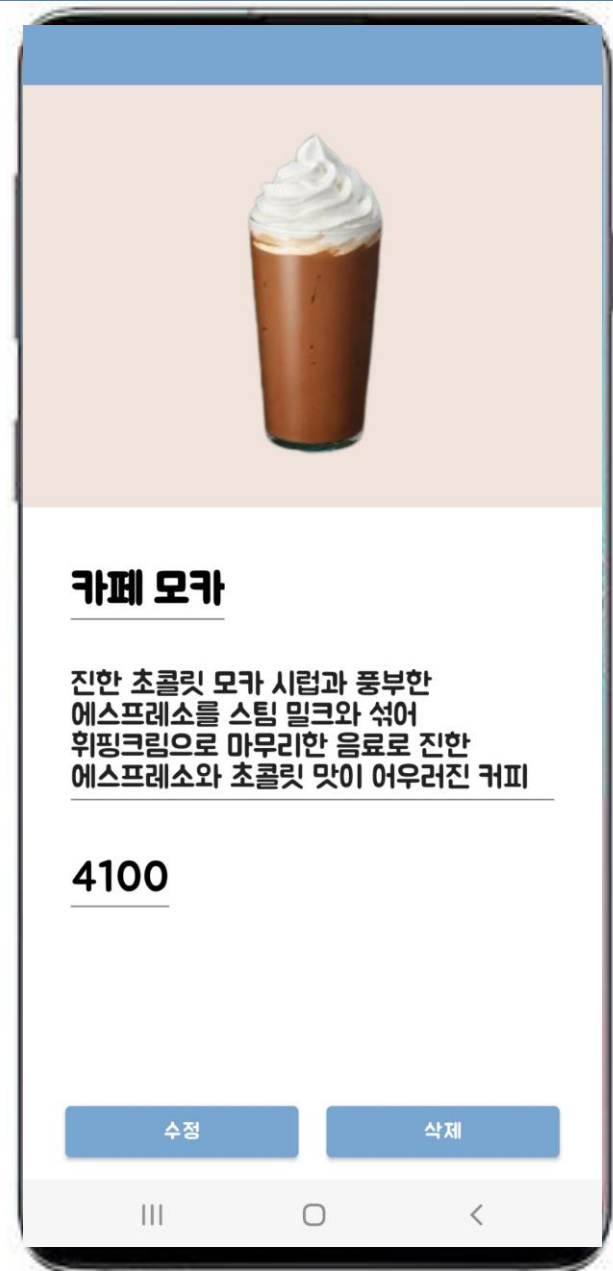 카페 모카
진한 초콜릿 모카 시럽과 풍부한
에스프레소를 스팀 밀크와 섞어
휘핑크림으로 마무리한 음료로 진한
에스프레소와 초콜릿 맛이 어우러진 커피
4100
수정
삭제